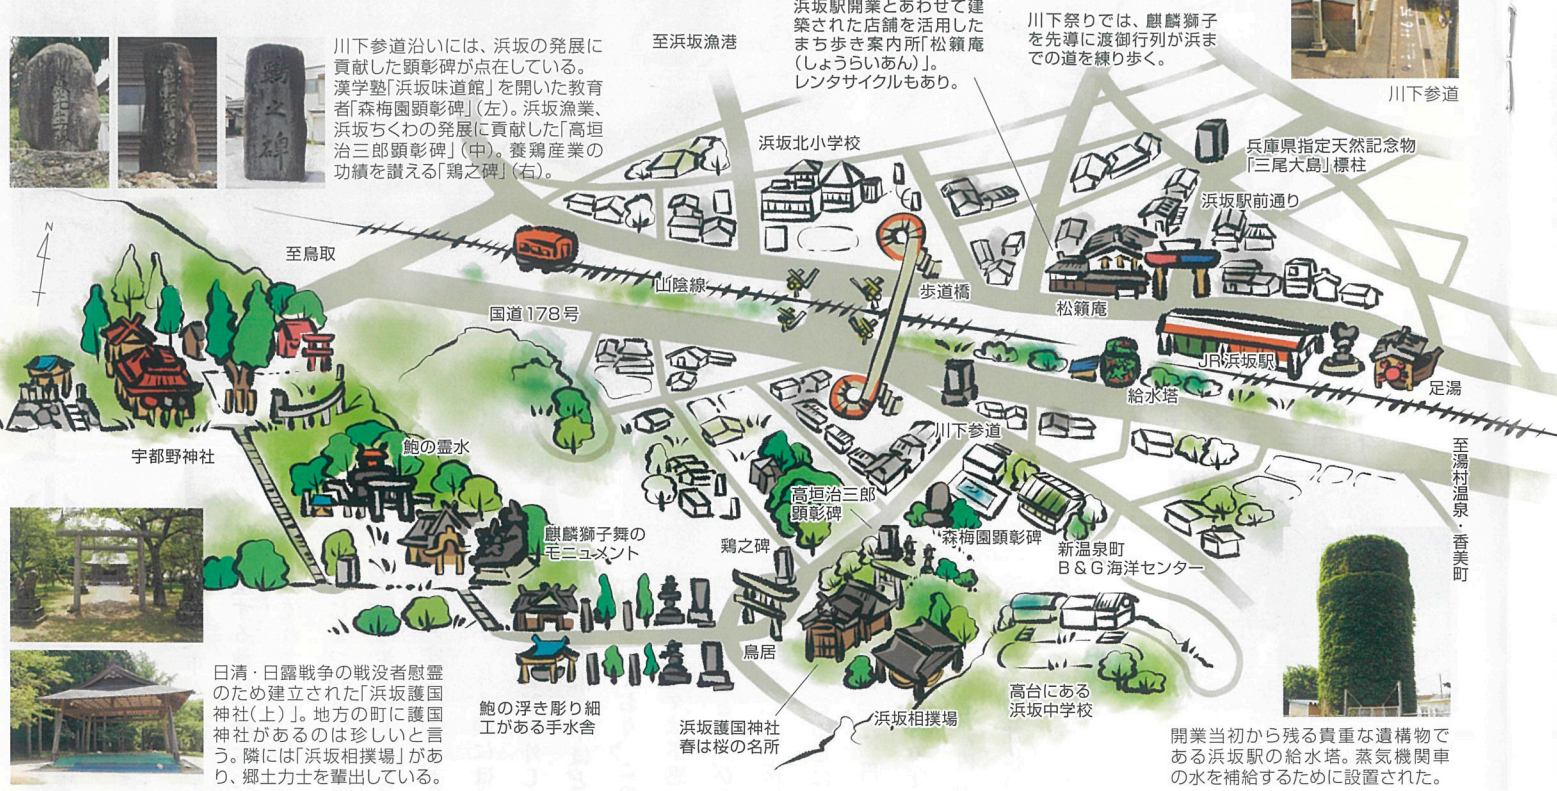 浜坂駅開業とあわせて建
築された店舗を活用した
まち歩き案内所「松籟庵
(しょうらいあん)」。
レンタサイクルもあり。
川下祭りでは、麒麟獅子
を先導に渡御行列が浜ま
での道を練り歩く。
川下参道
川下参道沿いには、浜坂の発展に
貢献した顕彰碑が点在している。
漢学塾「浜坂味道館」を開いた教育
者「森梅園顕彰碑」(左)。浜坂漁業、
浜坂ちくわの発展に貢献した「高垣
治三郎顕彰碑」(中)。養鶏産業の
功績を讃える「鶏之碑」(右)。
鶏之碑
至浜坂漁港
浜坂北小学校
兵庫県指定天然記念物
「三尾大島」標柱
浜坂駅前通り
N
至鳥取
山陰線
国道178号
歩道橋
松籟庵
JR浜坂駅
給水塔
足湯
至湯村温泉・香美町
宇都野神社
鮑の霊水
川下参道
高垣治三郎
顕彰碑
麒麟獅子舞の
モニュメント
鶏之碑
森梅園顕彰碑
新温泉町
B&G海洋センター
鳥居
鮑の浮き彫り細
工がある手水舎
浜坂護国神社
春は桜の名所
浜坂相撲場
高台にある
浜坂中学校
日清・日露戦争の戦没者慰霊
のため建立された「浜坂護国
神社(上)」。地方の町に護国
神社があるのは珍しいと言
う。隣には「浜坂相撲場」があ
り、郷土力士を輩出している。
開業当初から残る貴重な遺構物で
ある浜坂駅の給水塔。蒸気機関車
の水を補給するために設置された。